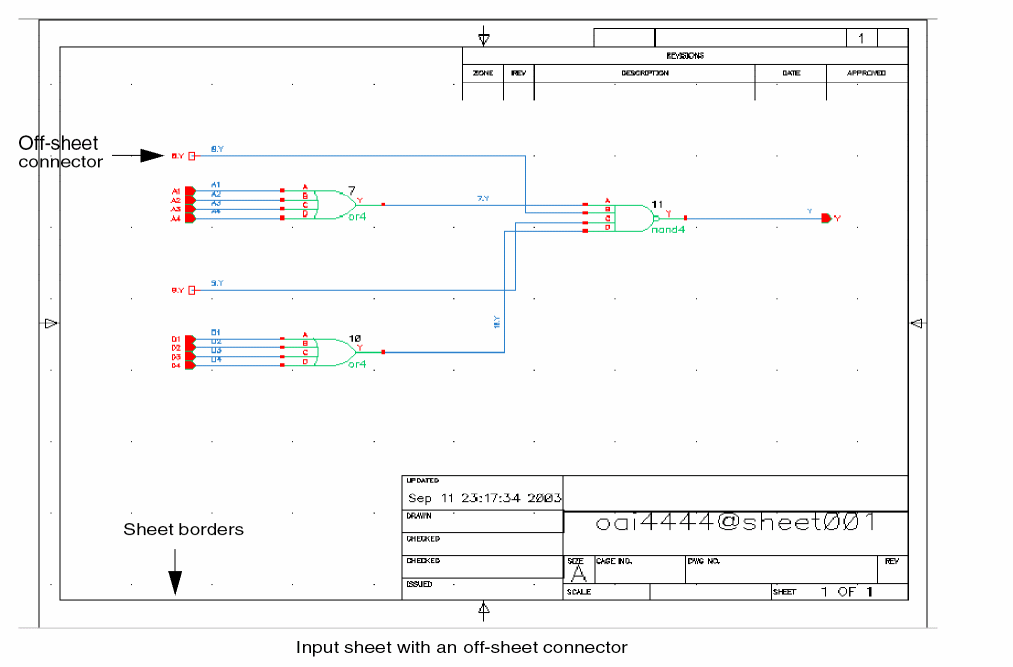 1
REVISIONS
ZONE REV DESCRIPTION DATE APPROVED
Off-sheet
connector
8.Y 8.Y
A1 A1 A 7
A2 A2 B Y
A3 A3 C
A4 D or4
7.Y
A 11
B Y
C
D nand4
Y Y
9.Y 9.Y
10.Y
D1 D1 A 10
D2 D2 B Y
D3 D3 C
D4 D4 D or4
UPDATED
Sep 11 23:17:34 2003
DRAWN
oai4444@sheet001
CHECKED
CHECKED
SIZE CAGE NO. DWG NO. REV
A
ISSUED
SCALE SHEET 1 OF 1
Sheet borders
Input sheet with an off-sheet connector